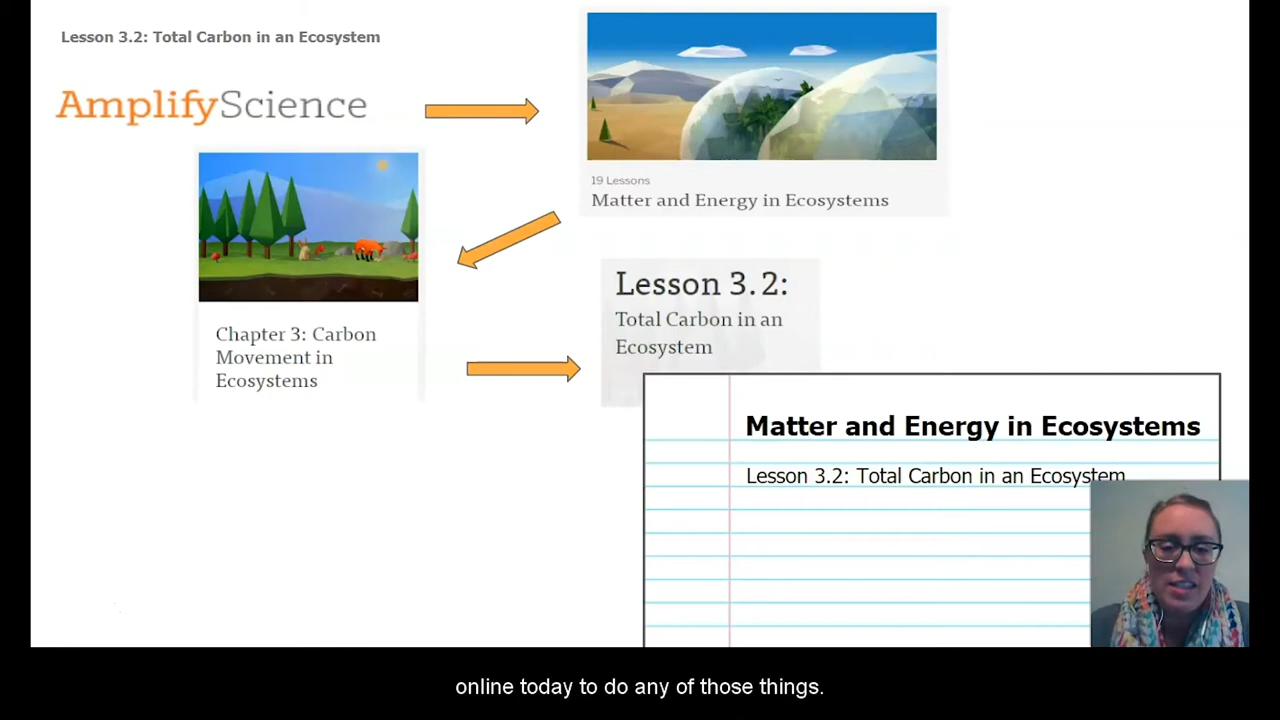 Lesson 3.2: Total Carbon in an Ecosystem
AmplifyScience
19 Lessons
Matter and Energy in Ecosystems
Chapter 3: Carbon
Movement in
Ecosystems
Lesson 3.2:
Total Carbon in an
Ecosystem
Matter and Energy in Ecosystems
Lesson 3.2: Total Carbon in an Ecosystem
online today to do any of those things.